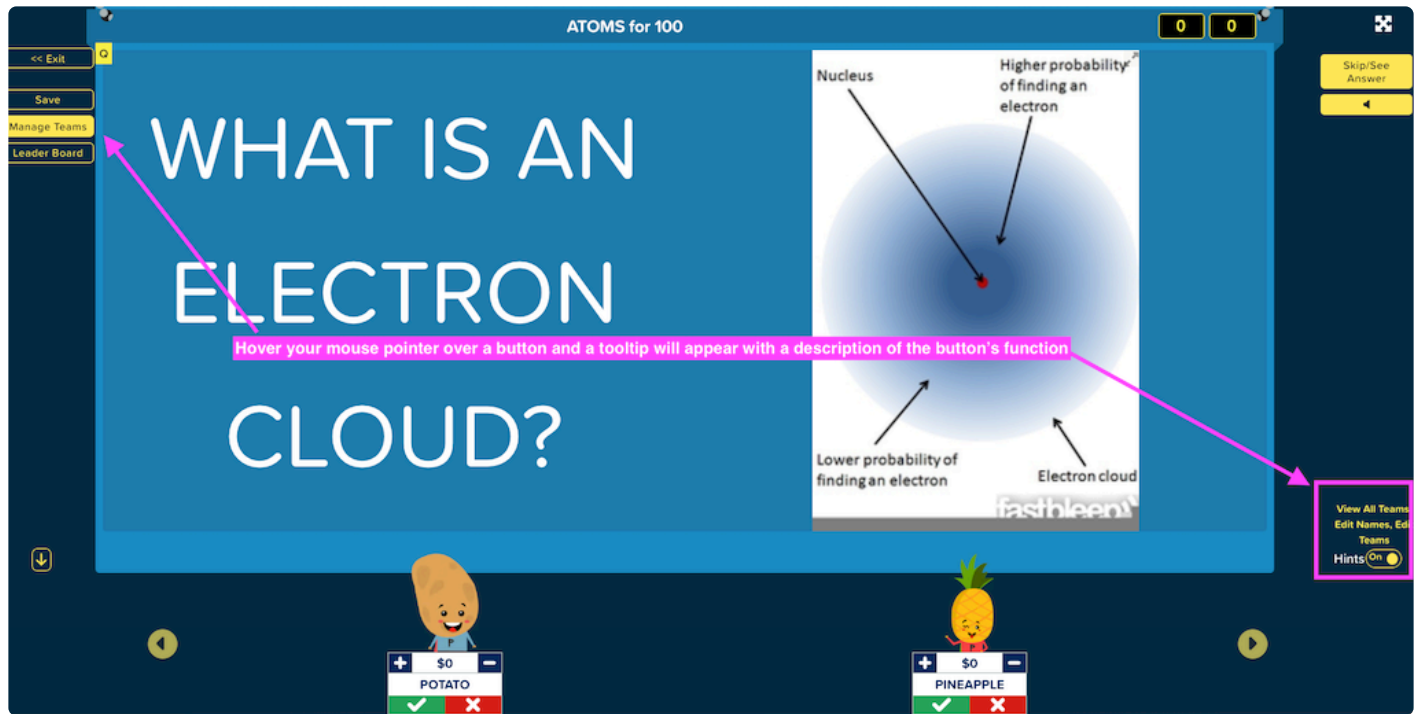 ATOMS for 100
0 0
<< Exit
Q
Save
Manage Teams
Leader Board
Skip/See
Answer
WHAT IS AN
ELECTRON
CLOUD?
Nucleus
Higher probability
of finding an
electron
Hover your mouse pointer over a button and a tooltip will appear with a description of the button's function
Lower probability of
finding an electron
Electron cloud
fastbleep
View All Teams
Edit Names, Edi
Teams
Hints On
P
+ $0 −
POTATO
+ $0 −
PINEAPPLE